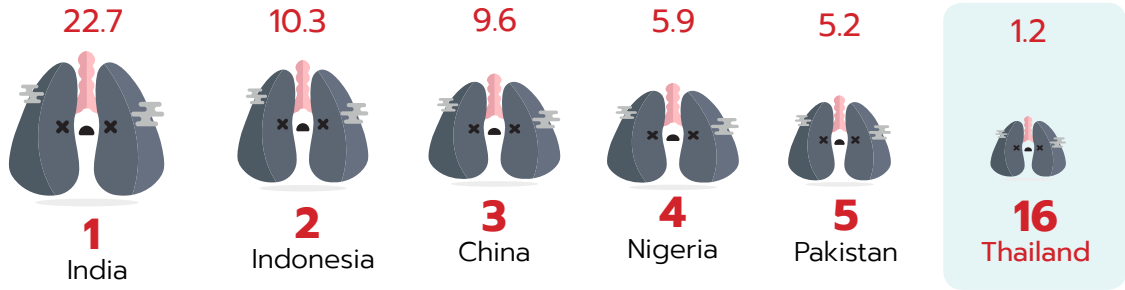 22.7
1
India
10.3
2
Indonesia
9.6
3
China
5.9
4
Nigeria
5.2
5
Pakistan
1.2
16
Thailand